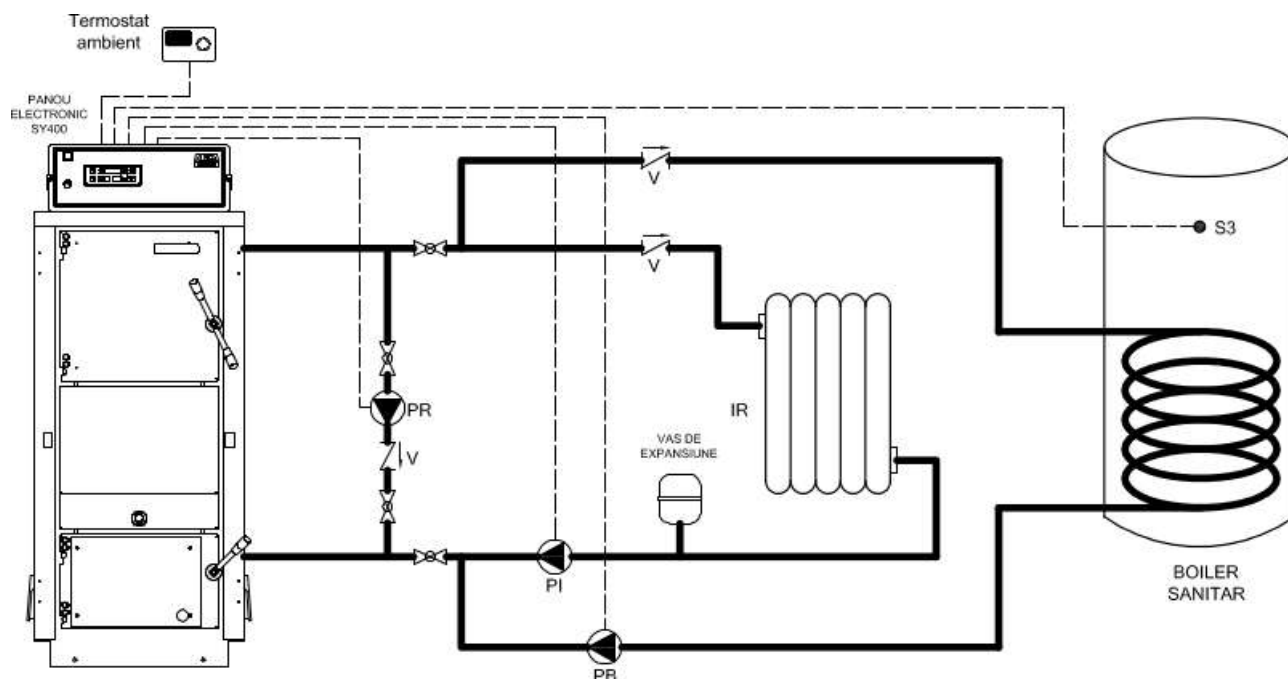 Termostat
ambient
PANOU
ELECTRONIC
SY400
V
V
S3
PR
V
IR
VAS DE
EXPANSIUNE
PI
PB
BOILER
SANITAR